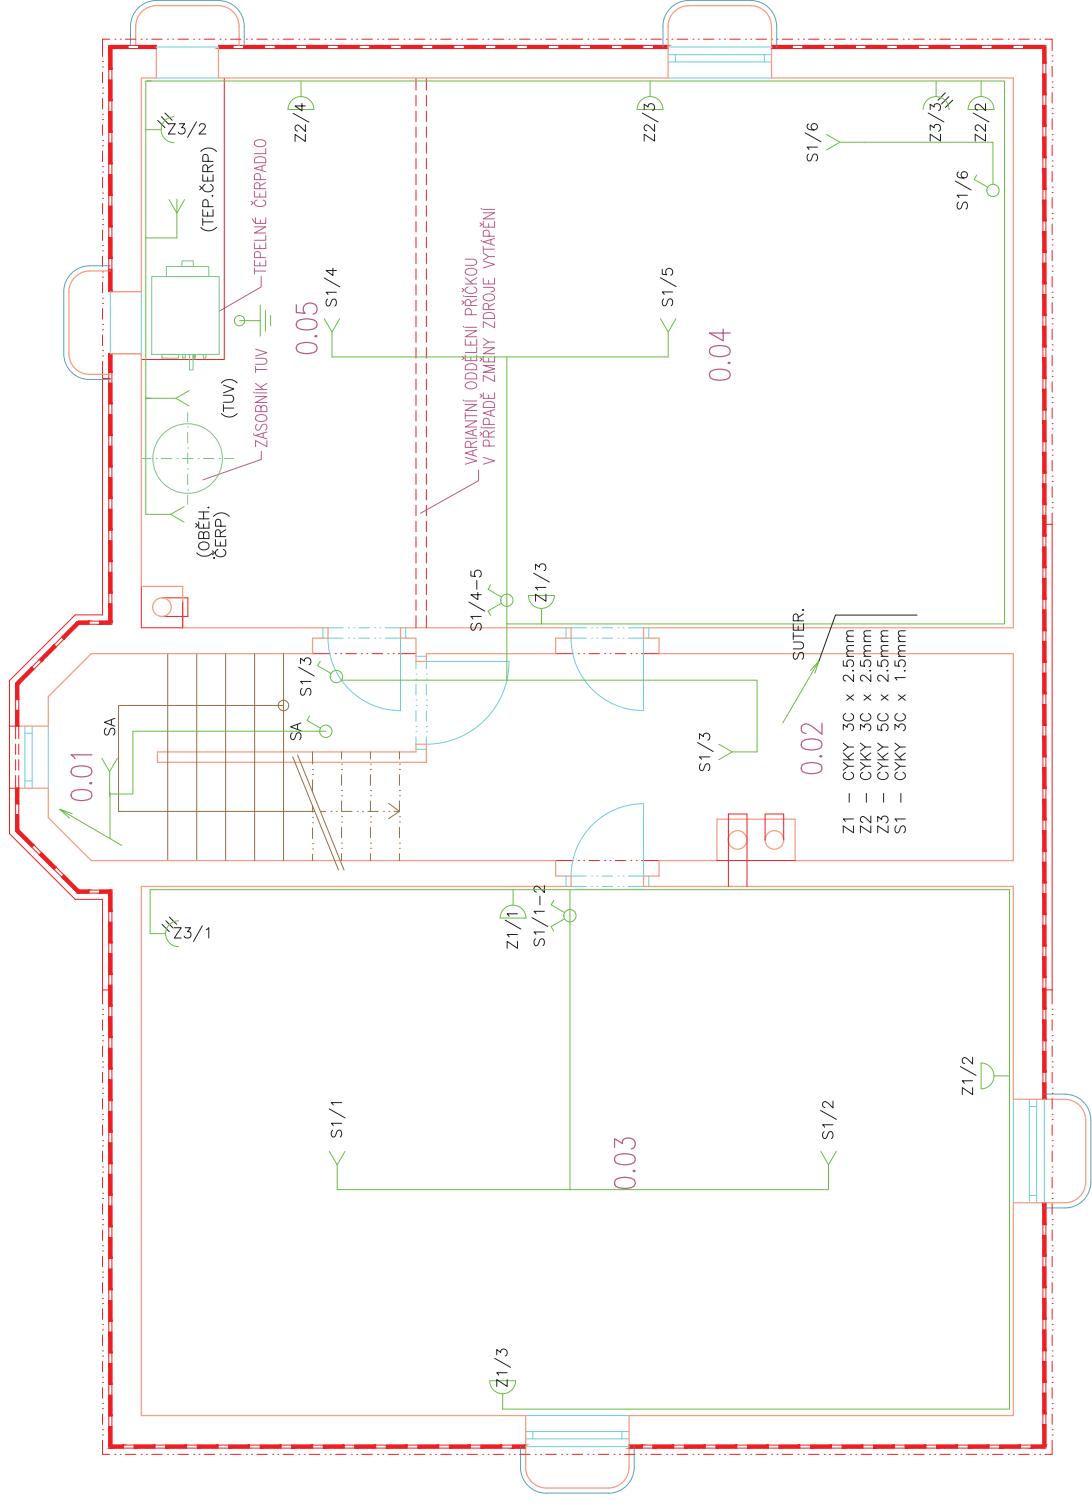 Z3/2
(TEP.ČERP)
TEPELNÉ ČERPADLO
Z2/4
Z2/3
Z3/3
Z2/2
S1/6
S1/6
S1/4
S1/5
0.05
0.04
(TUV)
ZÁSOBNÍK TUV
VARIANTNÍ ODDĚLENÍ PŘÍČKOU
V PŘÍPADĚ ZMĚNY ZDROJE VYTÁPĚNÍ
(OBĚH.
ČERP)
S1/4-5
Z1/3
S1/3
SA
SA
0.01
S1/3
0.02
SUTER.
Z1 – CYKY 3C x 2.5mm
Z2 – CYKY 3C x 2.5mm
Z3 – CYKY 5C x 2.5mm
S1 – CYKY 3C x 1.5mm
Z3/1
Z1/1
S1/1-2
S1/1
S1/2
0.03
Z1/2
Z1/3